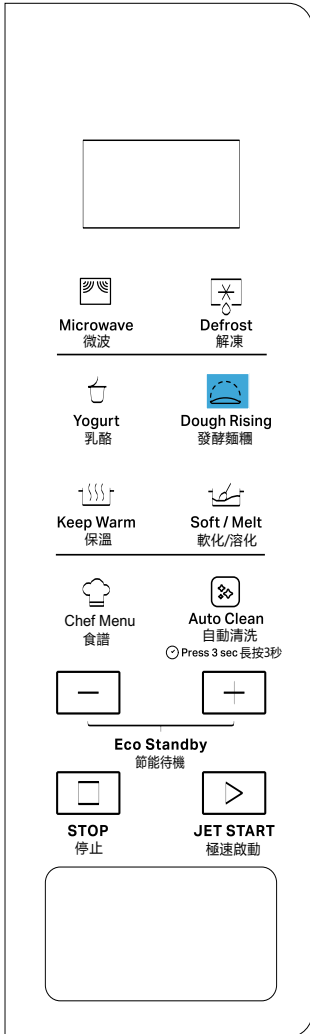 Microwave
微波
Defrost
解凍
Yogurt
乳酪
Dough Rising
發酵麵糰
Keep Warm
保溫
Soft / Melt
軟化/溶化
Chef Menu
食譜
Auto Clean
自動清洗
Press 3 sec 長按3秒
Eco Standby
節能待機
STOP
停止
JET START
極速啟動